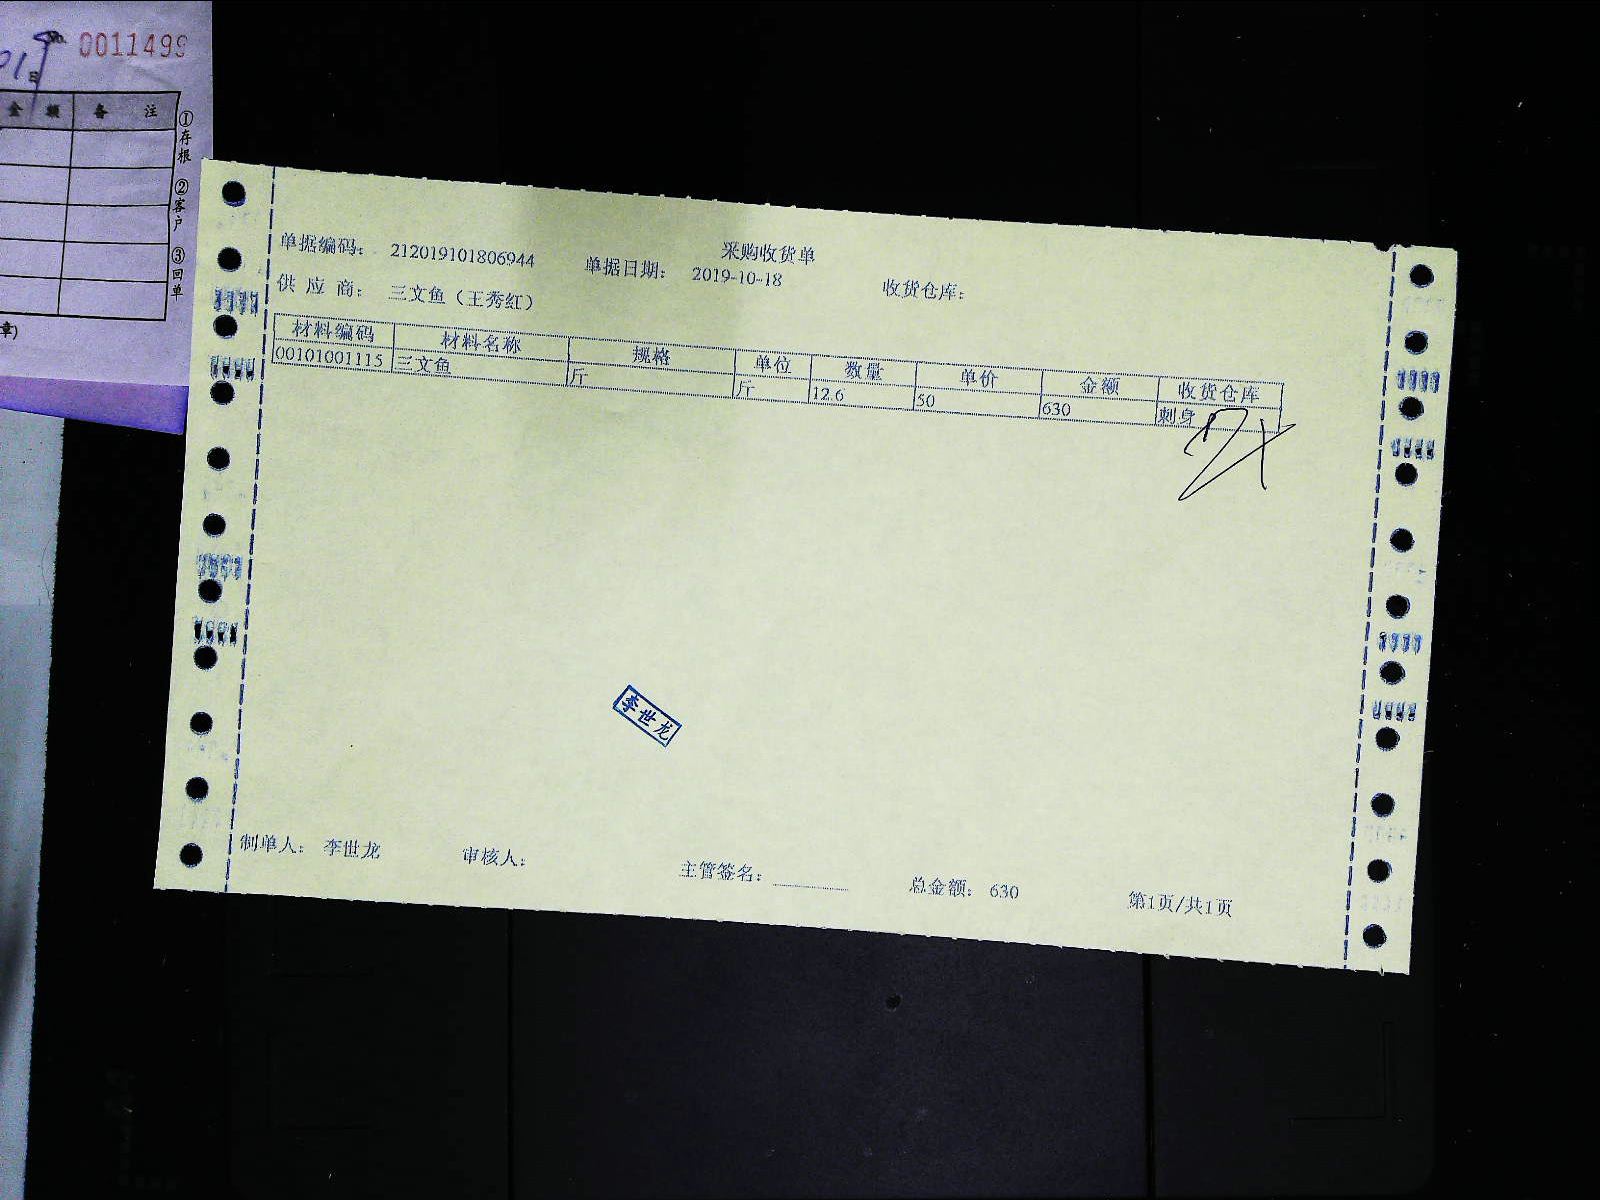 0011499
日
金 额 备 注
①存根 ②客户 ③回单
章)
采购收货单
单据编码: 212019101806944 单据日期: 2019-10-18 收货仓库:
供 应 商: 三文鱼（王秀红）
材料编码 材料名称 规格 单位 数量 单价 金额 收货仓库
00101001115 三文鱼 斤 斤 12.6 50 630 刺身
李世龙
制单人: 李世龙 审核人: 主管签名: 总金额: 630 第1页/共1页